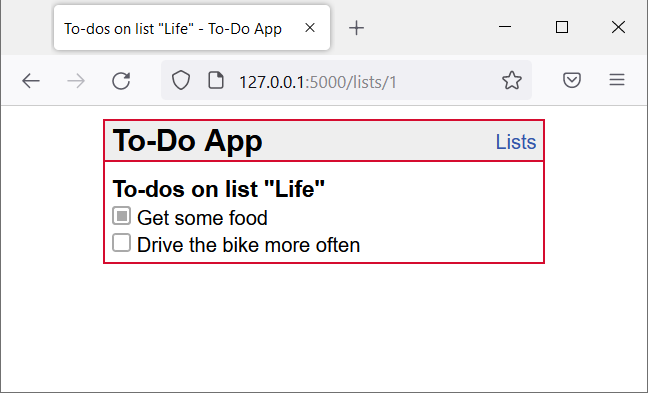 To-dos on list "Life" - To-Do App
127.0.0.1:5000/lists/1
To-Do App
Lists
To-dos on list "Life"
Get some food
Drive the bike more often